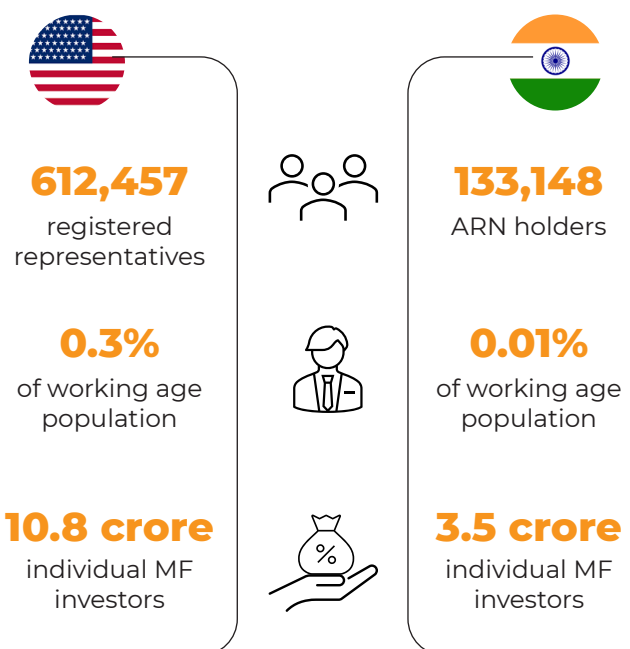 612,457
registered
representatives
133,148
ARN holders
0.3%
of working age
population
0.01%
of working age
population
10.8 crore
individual MF
investors
%
3.5 crore
individual MF
investors